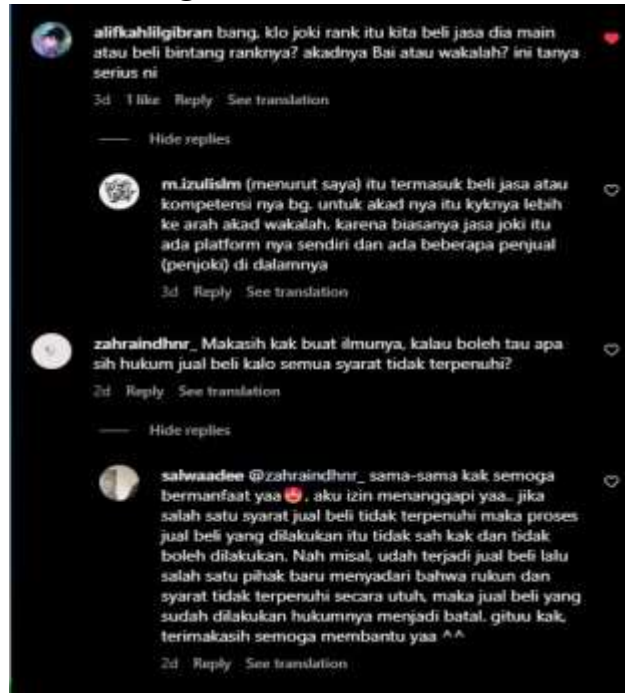 alifkahlilgibran bang. klo joki rank itu kita beli jasa dia main
atau beli bintang ranknya? akadnya Bai atau wakalah? ini tanya
serius ni
3d 1 like Reply See translation
Hide replies
m.izulislm (menurut saya) itu termasuk beli jasa atau
kompetensi nya bg. untuk akad nya itu kyknya lebih
ke arah akad wakalah. karena biasanya jasa joki itu
ada platform nya sendiri dan ada beberapa penjual
(penjoki) di dalamnya
3d Reply See translation
zahraindhnr_ Makasih kak buat ilmunya, kalau boleh tau apa
sih hukum jual beli kalo semua syarat tidak terpenuhi?
2d Reply See translation
Hide replies
salwaadee @zahraindhnr_ sama-sama kak semoga
bermanfaat yaa😍. aku izin menanggapi yaa.. jika
salah satu syarat jual beli tidak terpenuhi maka proses
jual beli yang dilakukan itu tidak sah kak dan tidak
boleh dilakukan. Nah misal, udah terjadi jual beli lalu
salah satu pihak baru menyadari bahwa rukun dan
syarat tidak terpenuhi secara utuh, maka jual beli yang
sudah dilakukan hukumnya menjadi batal. gituu kak,
terimakasih semoga membantu yaa ^^
2d Reply See translation